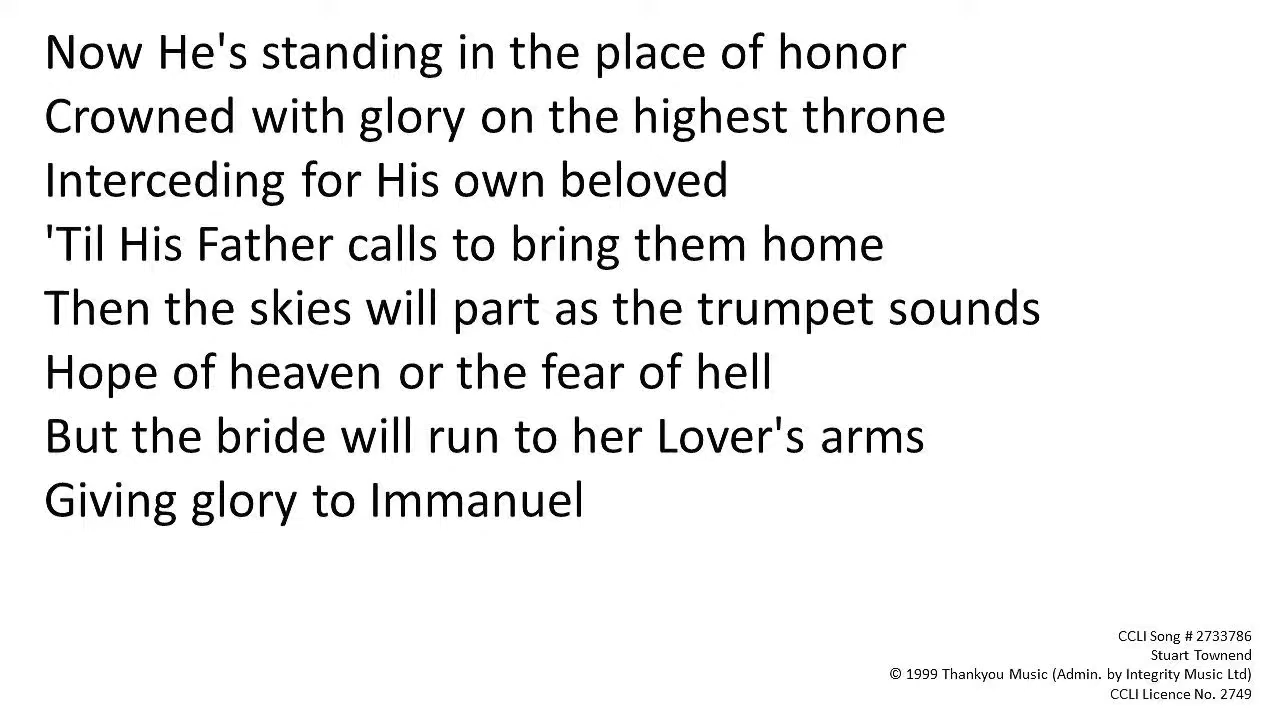 Now He's standing in the place of honor
Crowned with glory on the highest throne
Interceding for His own beloved
'Til His Father calls to bring them home
Then the skies will part as the trumpet sounds
Hope of heaven or the fear of hell
But the bride will run to her Lover's arms
Giving glory to Immanuel
CCLI Song # 2733786
Stuart Townend
© 1999 Thankyou Music (Admin. by Integrity Music Ltd)
CCLI Licence No. 2749